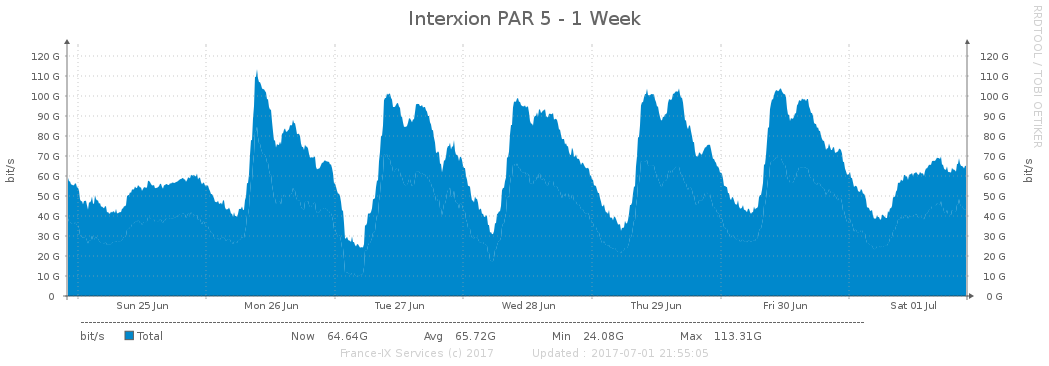 Interxion PAR 5 - 1 Week
RRDTOOL / TOBI OETIKER
120 G 120 G
110 G 110 G
100 G 100 G
90 G 90 G
80 G 80 G
70 G 70 G
60 G 60 G
50 G 50 G
40 G 40 G
30 G 30 G
20 G 20 G
10 G 10 G
0 0 G
bit/s
bit/s
Sun 25 Jun Mon 26 Jun Tue 27 Jun Wed 28 Jun Thu 29 Jun Fri 30 Jun Sat 01 Jul
bit/s Total Now 64.64G Avg 65.72G Min 24.08G Max 113.31G
France-IX Services (c) 2017 Updated : 2017-07-01 21:55:05